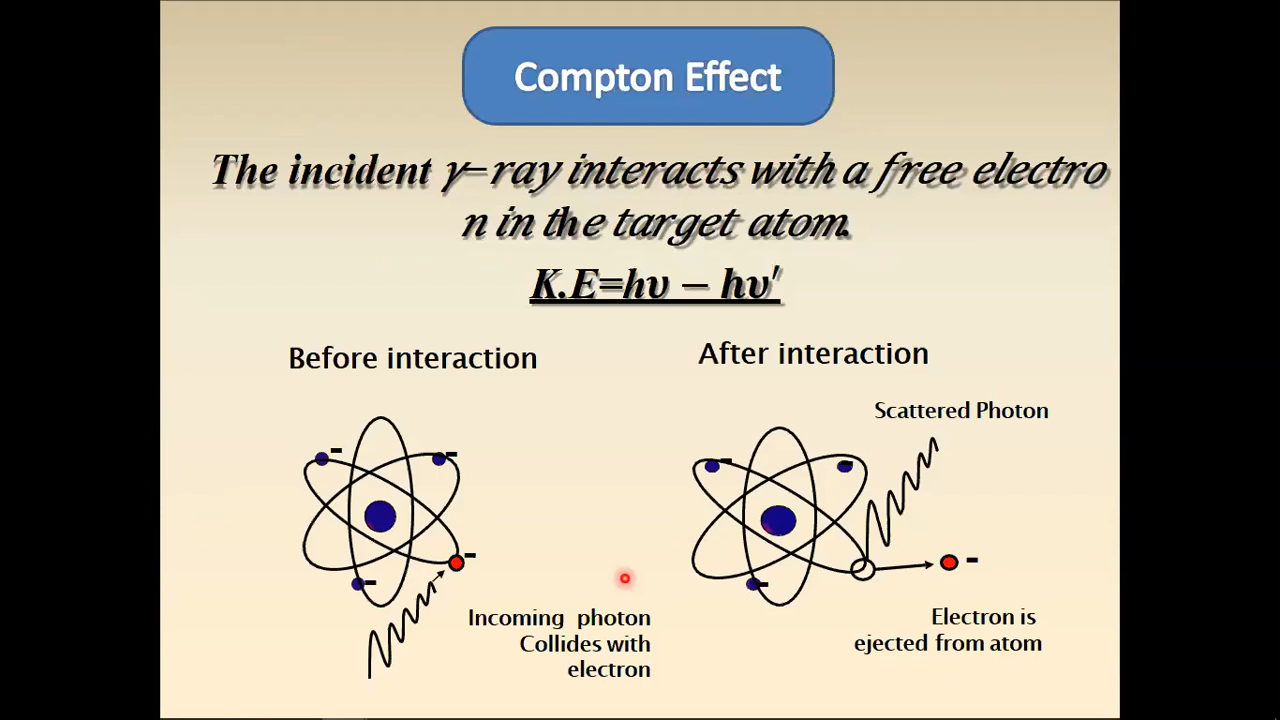 Compton Effect
The incident γ−ray interacts with a free electro
n in the target atom.
K.E=hυ − hυ′
Before interaction
After interaction
Scattered Photon
Incoming photon
Collides with
electron
Electron is
ejected from atom